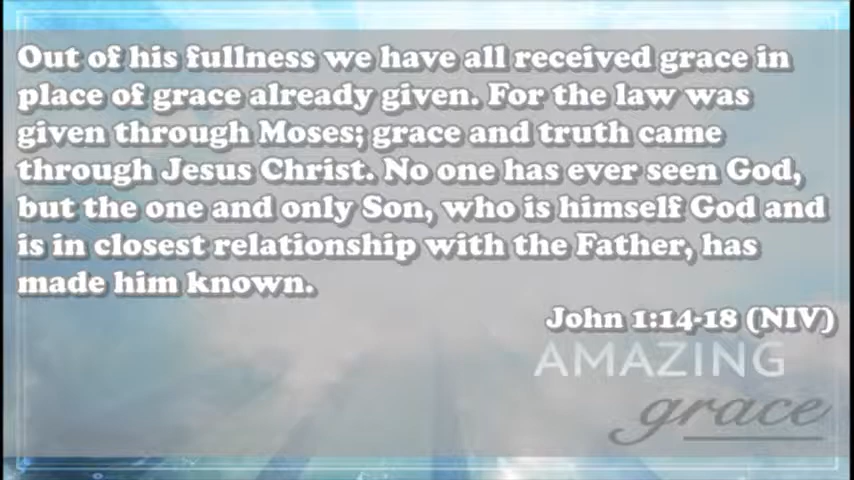 Out of his fullness we have all received grace in
place of grace already given. For the law was
given through Moses; grace and truth came
through Jesus Christ. No one has ever seen God,
but the one and only Son, who is himself God and
is in closest relationship with the Father, has
made him known.
John 1:14-18 (NIV)
AMAZING
grace